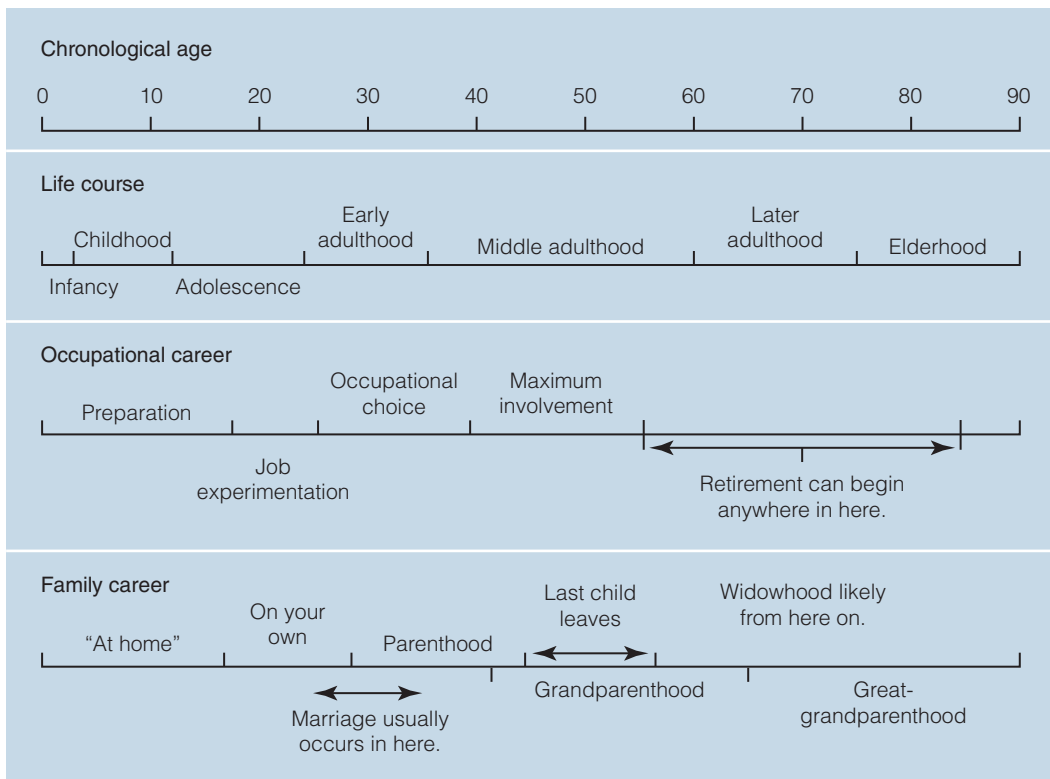 Chronological age
0 10 20 30 40 50 60 70 80 90
Life course
Childhood
Early
adulthood
Middle adulthood
Later
adulthood
Elderhood
Infancy
Adolescence
Occupational career
Preparation
Occupational
choice
Maximum
involvement
Job
experimentation
Retirement can begin
anywhere in here.
Family career
“At home”
On your
own
Parenthood
Last child
leaves
Widowhood likely
from here on.
Marriage usually
occurs in here.
Grandparenthood
Great-
grandparenthood